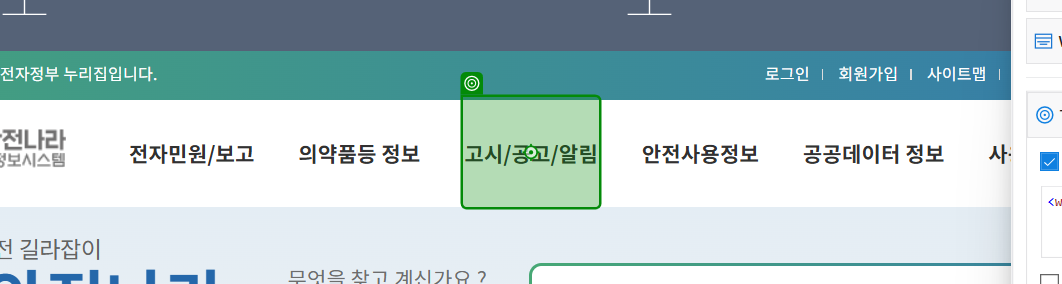 전자정부 누리집입니다.
로그인 | 회원가입 | 사이트맵 |
전나라
정보시스템
전자민원/보고 의약품등 정보 고시/공고/알림 안전사용정보 공공데이터 정보
전 길라잡이
무엇을 찾고 계신가요 ?